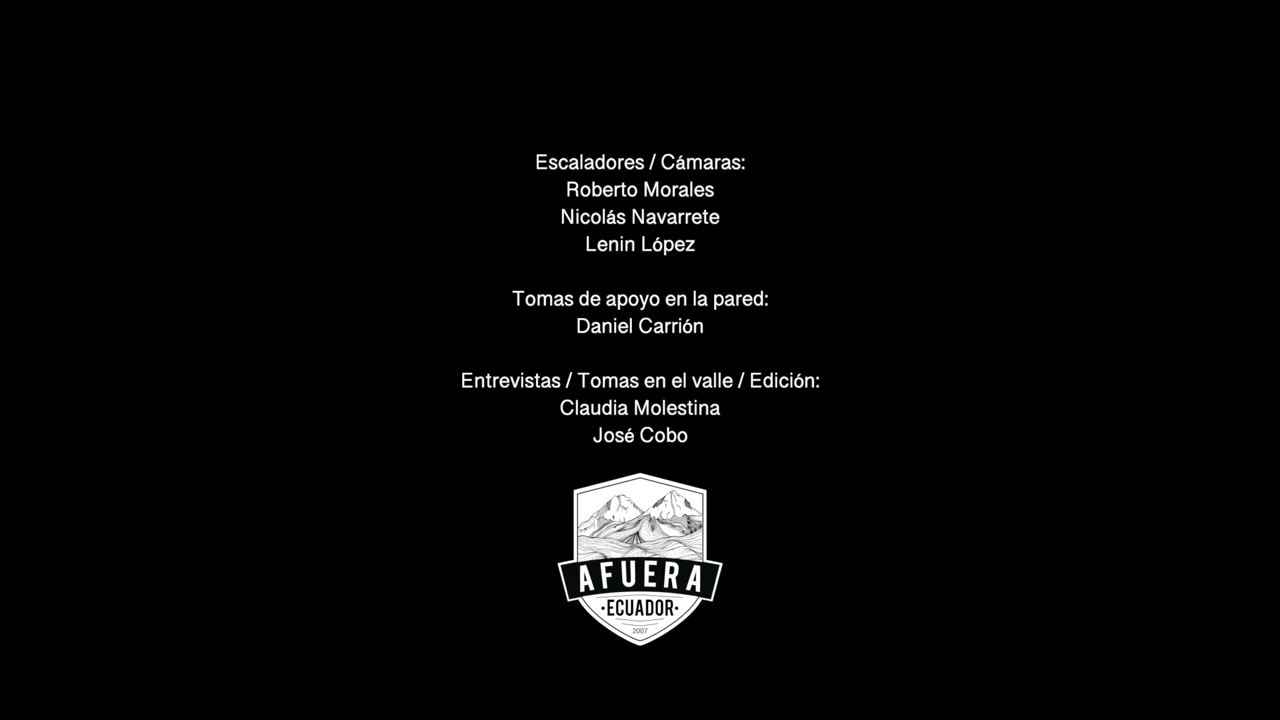 Escaladores / Cámaras:
Roberto Morales
Nicolás Navarrete
Lenin López
Tomas de apoyo en la pared:
Daniel Carrión
Entrevistas / Tomas en el valle / Edición:
Claudia Molestina
José Cobo
AFUERA
·ECUADOR·
2007